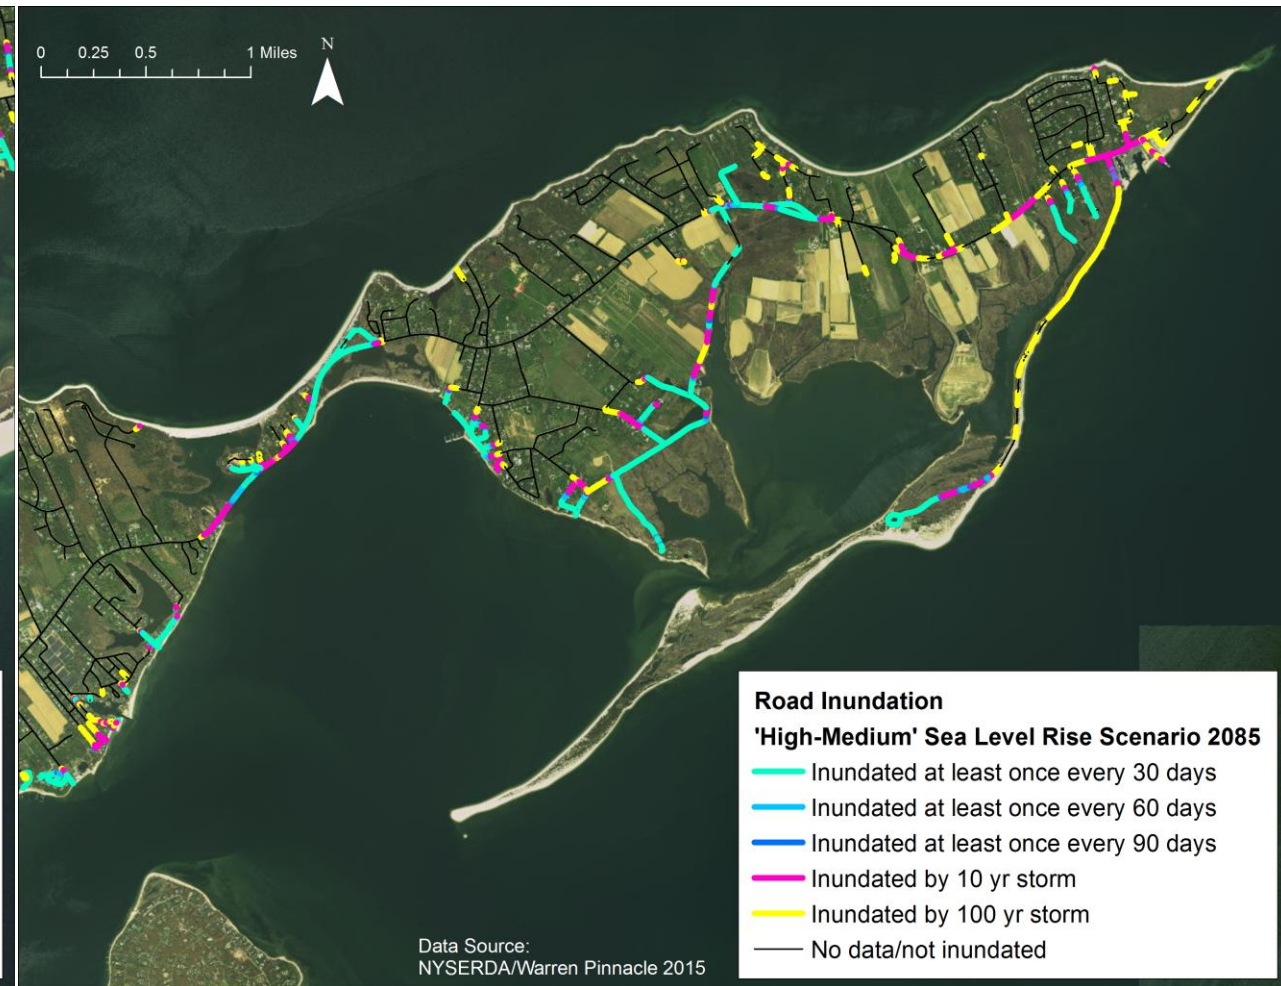 0 0.25 0.5 1 Miles
N
Road Inundation
'High-Medium' Sea Level Rise Scenario 2085
Inundated at least once every 30 days
Inundated at least once every 60 days
Inundated at least once every 90 days
Inundated by 10 yr storm
Inundated by 100 yr storm
No data/not inundated
Data Source:
NYSERDA/Warren Pinnacle 2015